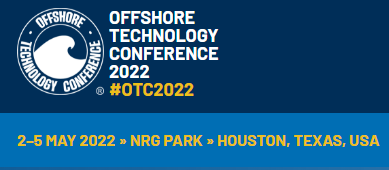 OFFSHORE TECHNOLOGY CONFERENCE
®
OFFSHORE
TECHNOLOGY
CONFERENCE
2022
#OTC2022
2–5 MAY 2022 » NRG PARK » HOUSTON, TEXAS, USA